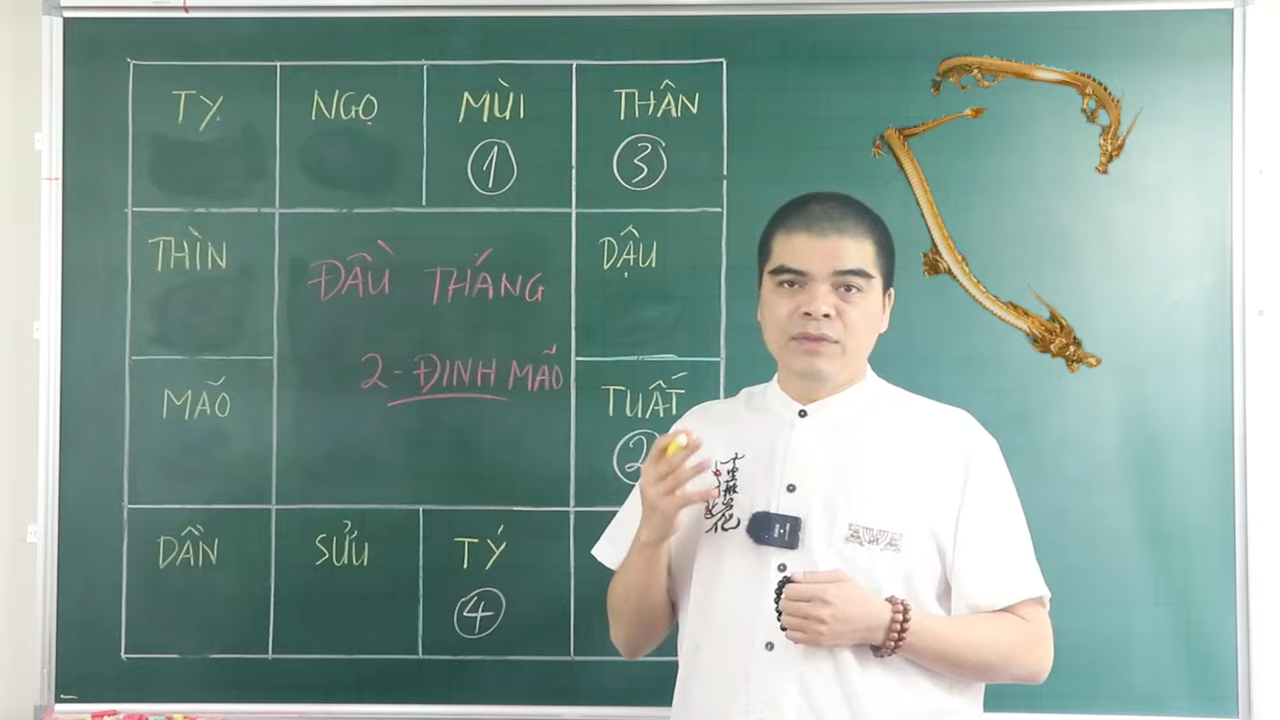 TỴ
NGỌ
MÙI
①
THÂN
③
THÌN
ĐẦU THÁNG
DẬU
2 - ĐINH MÃO
MÃO
TUẤT
②
DẦN
SỬU
TÝ
④